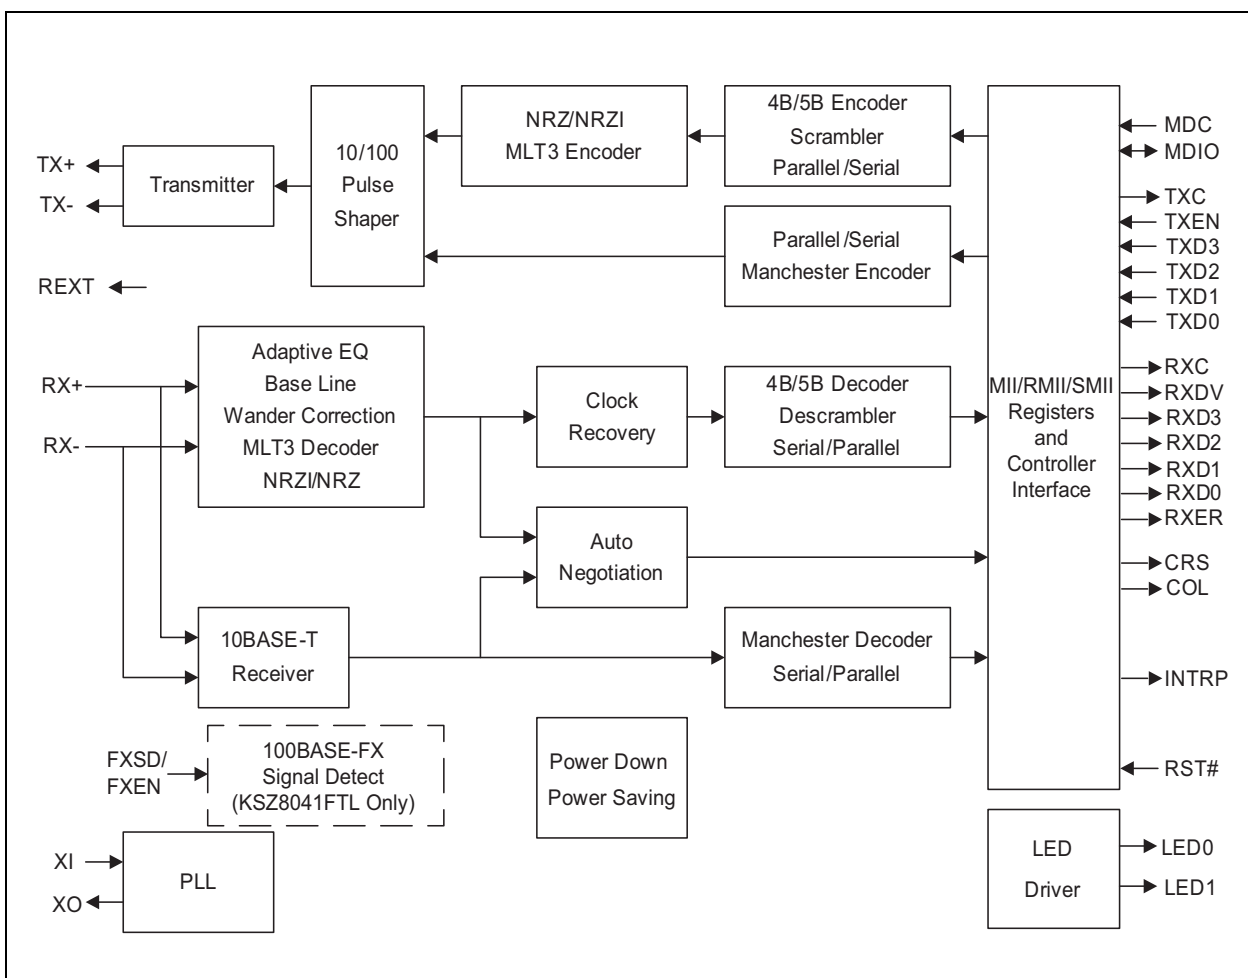 TX+
TX-
REXT
Transmitter
10/100
Pulse
Shaper
NRZ/NRZI
MLT3 Encoder
4B/5B Encoder
Scrambler
Parallel/Serial
Parallel/Serial
Manchester Encoder
RX+
RX-
Adaptive EQ
Base Line
Wander Correction
MLT3 Decoder
NRZI/NRZ
Clock
Recovery
4B/5B Decoder
Descrambler
Serial/Parallel
Auto
Negotiation
10BASE-T
Receiver
Manchester Decoder
Serial/Parallel
MII/RMII/SMII
Registers
and
Controller
Interface
MDC
MDIO
TXC
TXEN
TXD3
TXD2
TXD1
TXD0
RXC
RXDV
RXD3
RXD2
RXD1
RXD0
RXER
CRS
COL
INTRP
RST#
FXSD/
FXEN
100BASE-FX
Signal Detect
(KSZ8041FTL Only)
Power Down
Power Saving
XI
XO
PLL
LED
Driver
LED0
LED1